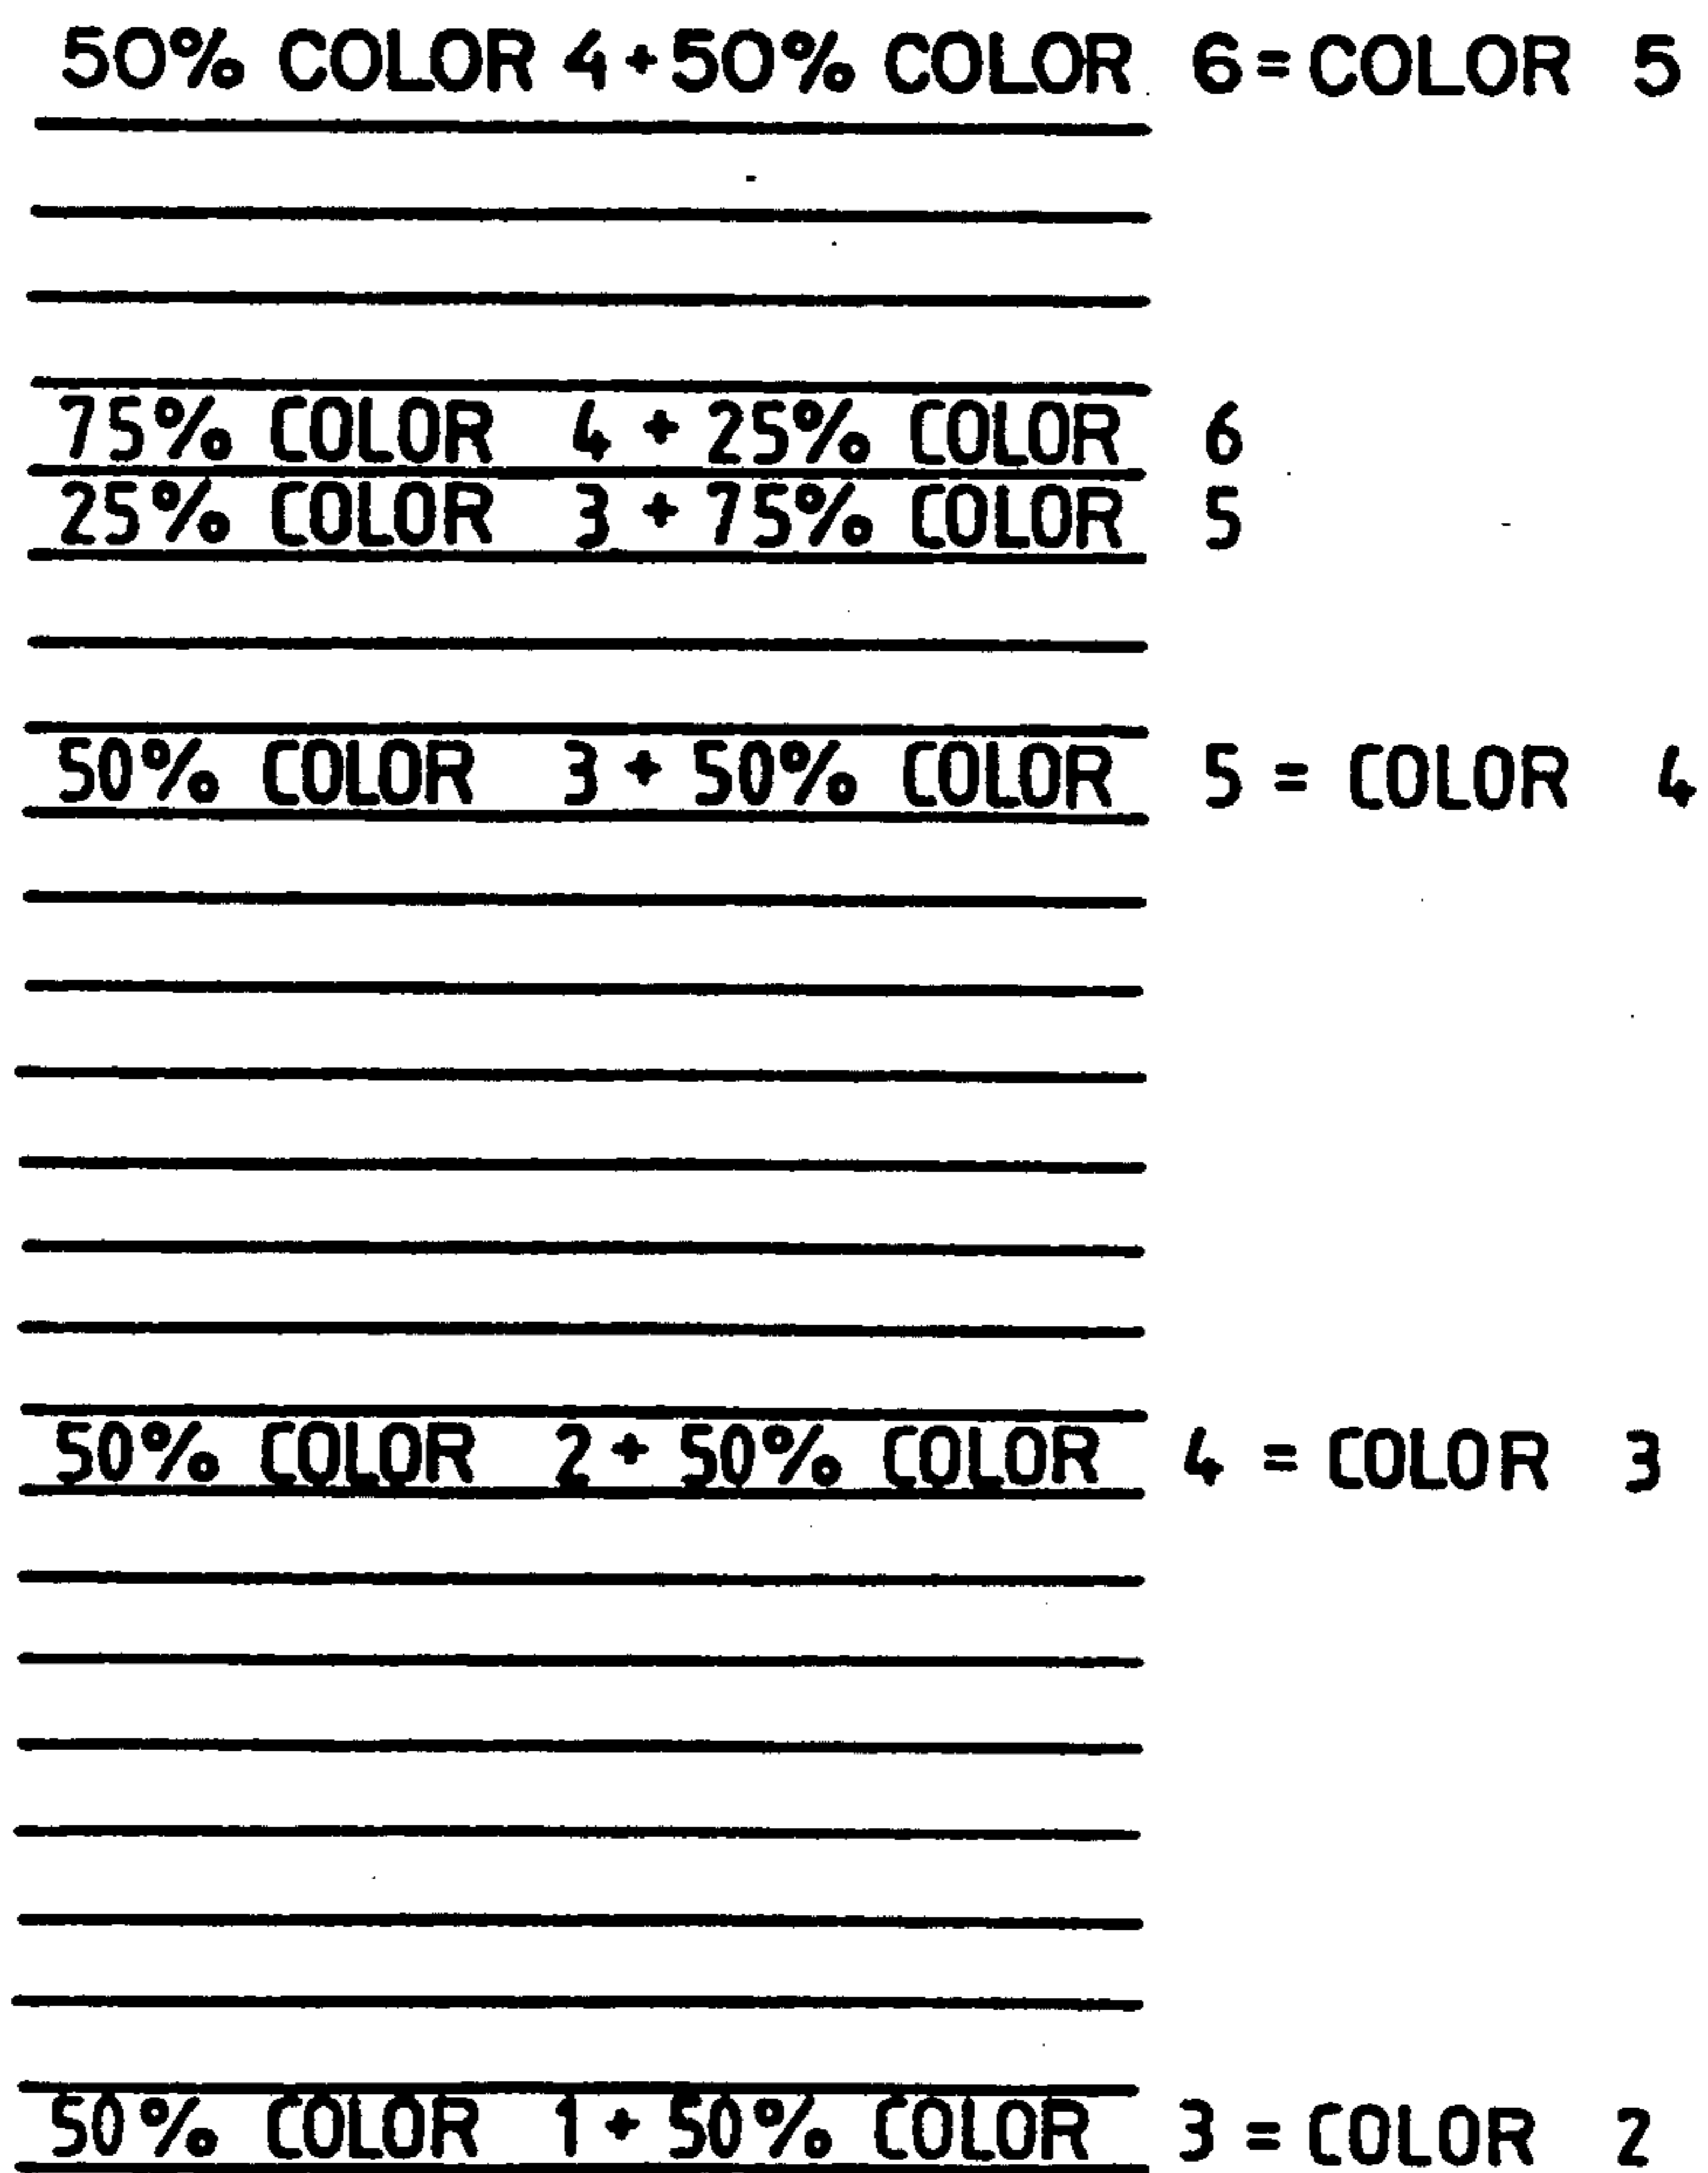 50% COLOR 4+50% COLOR 6=COLOR 5
75% COLOR 4 + 25% COLOR 6
25% COLOR 3 + 75% COLOR 5
50% COLOR 3 + 50% COLOR 5 = COLOR 4
50% COLOR 2 + 50% COLOR 4 = COLOR 3
50% COLOR 1 + 50% COLOR 3 = COLOR 2